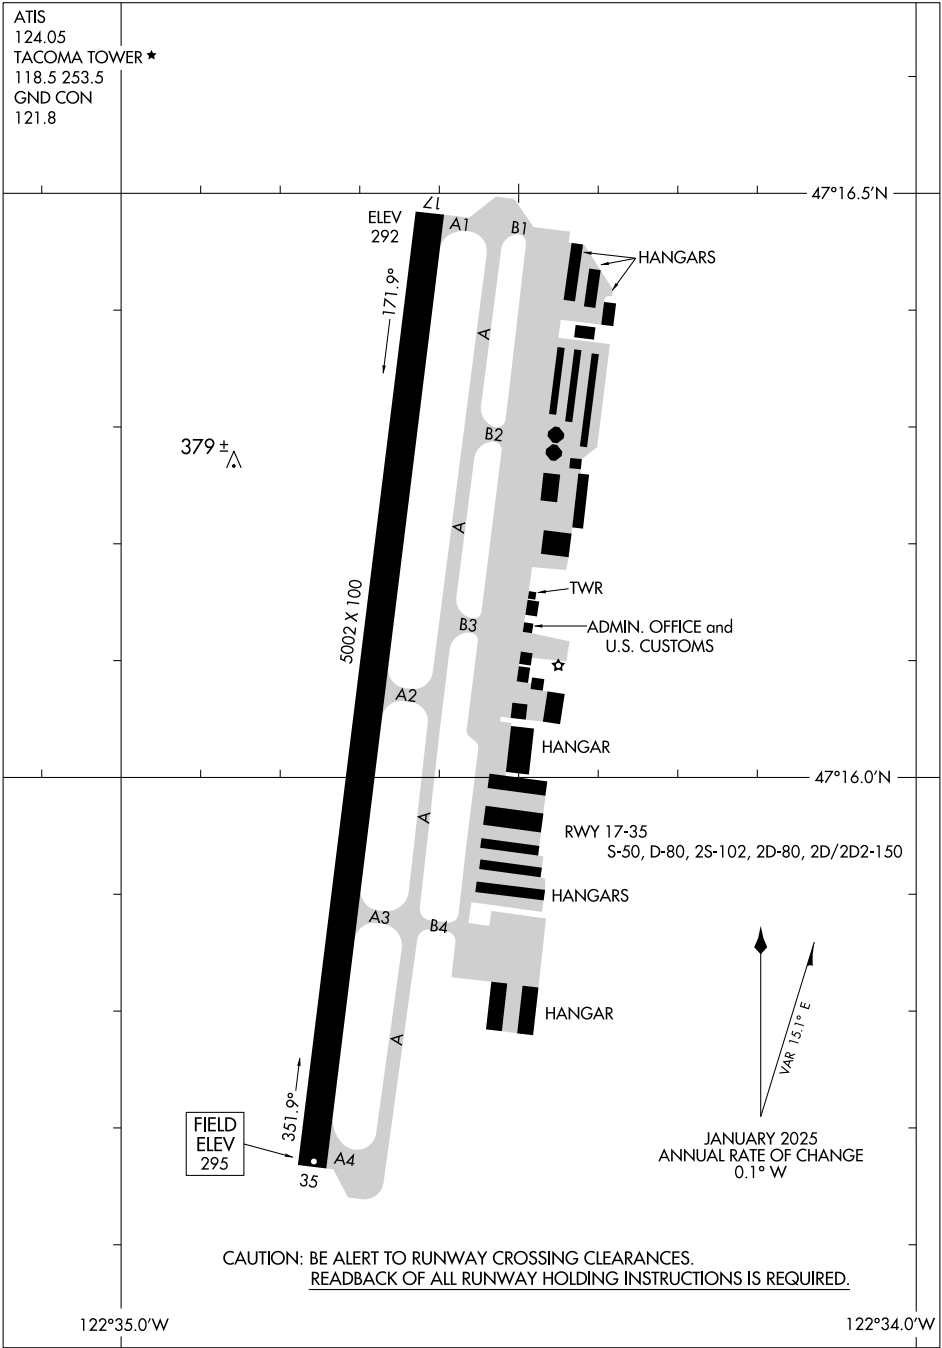 ATIS
124.05
TACOMA TOWER
118.5 253.5
GND CON
121.8
47°16.5'N
17
ELEV
292
A1
B1
HANGARS
171.9°
A
B2
379 ±
A
TWR
5002 X 100
B3
ADMIN. OFFICE and
U.S. CUSTOMS
A2
HANGAR
47°16.0'N
A
RWY 17-35
S-50, D-80, 2S-102, 2D-80, 2D/2D2-150
HANGARS
A3
B4
HANGAR
A
VAR 15.1° E
351.9°
FIELD
ELEV
295
A4
35
JANUARY 2025
ANNUAL RATE OF CHANGE
0.1° W
CAUTION: BE ALERT TO RUNWAY CROSSING CLEARANCES.
READBACK OF ALL RUNWAY HOLDING INSTRUCTIONS IS REQUIRED.
122°35.0'W
122°34.0'W